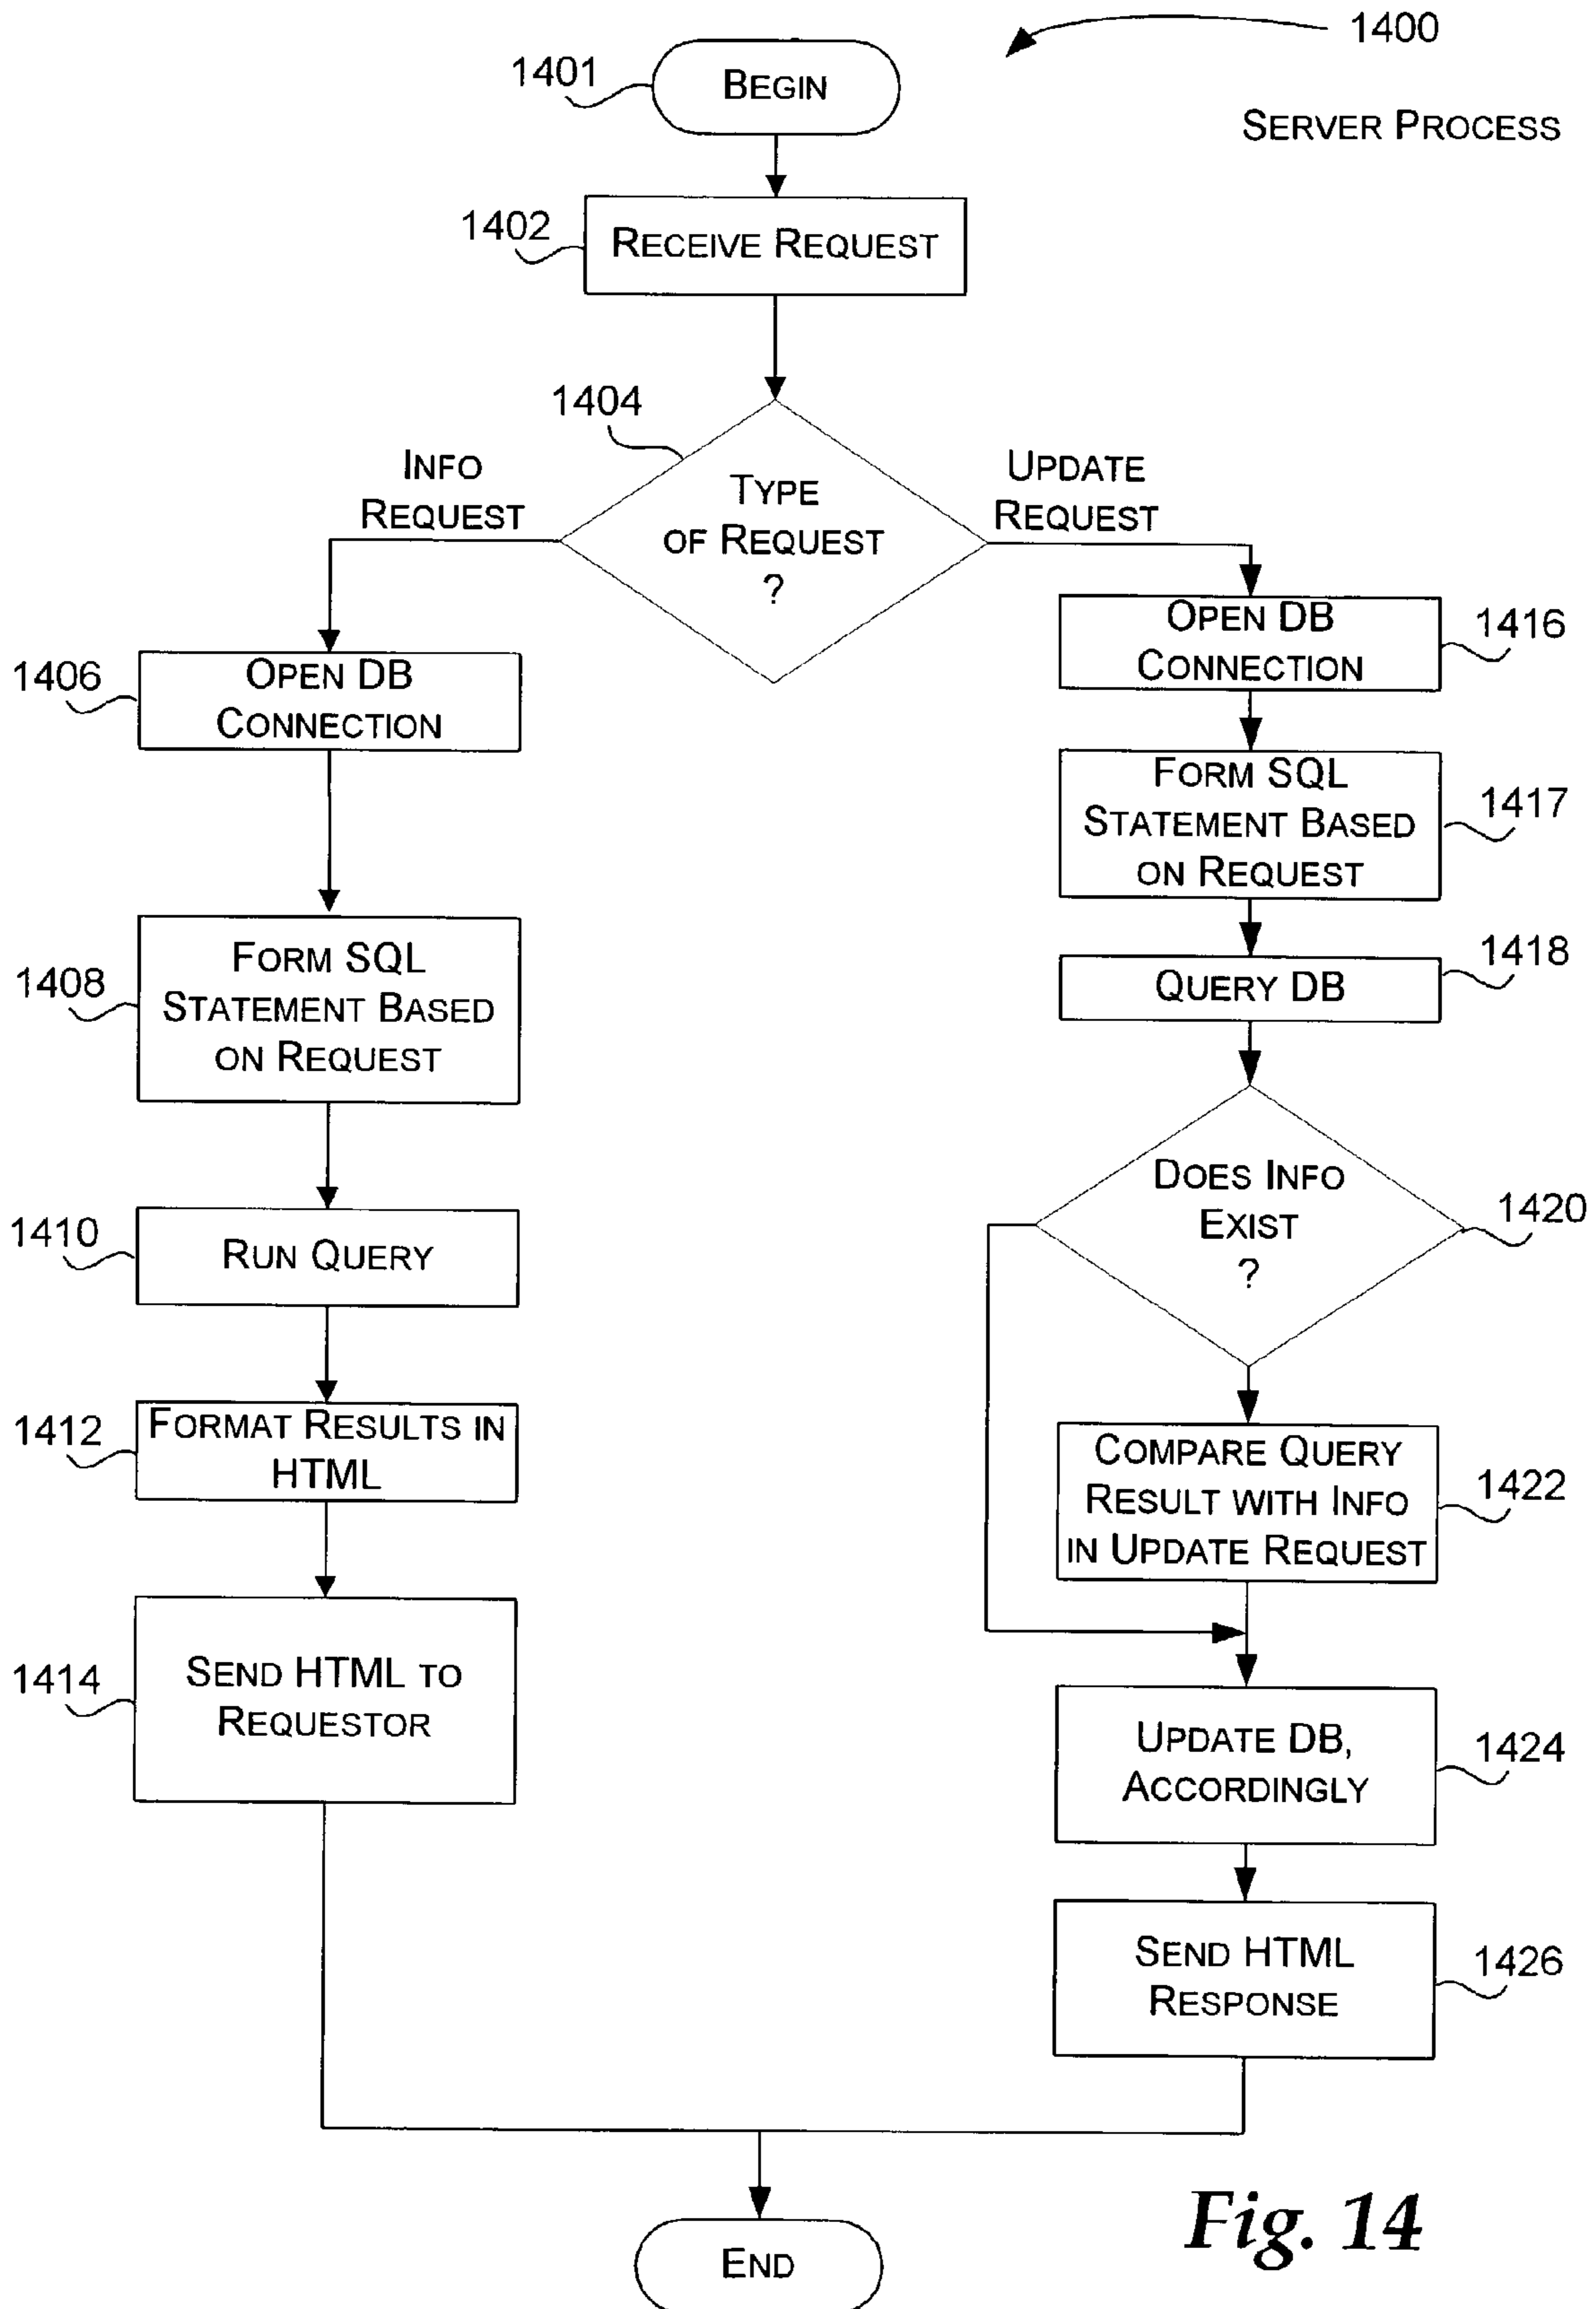 1400
1401
BEGIN
SERVER PROCESS
1402
RECEIVE REQUEST
1404
INFO
REQUEST
TYPE
OF REQUEST
?
UPDATE
REQUEST
1406
OPEN DB
CONNECTION
1408
FORM SQL
STATEMENT BASED
ON REQUEST
1410
RUN QUERY
1412
FORMAT RESULTS IN
HTML
1414
SEND HTML TO
REQUESTOR
OPEN DB
CONNECTION
1416
FORM SQL
STATEMENT BASED
ON REQUEST
1417
QUERY DB
1418
DOES INFO
EXIST
?
1420
COMPARE QUERY
RESULT WITH INFO
IN UPDATE REQUEST
1422
UPDATE DB,
ACCORDINGLY
1424
SEND HTML
RESPONSE
1426
END
Fig. 14